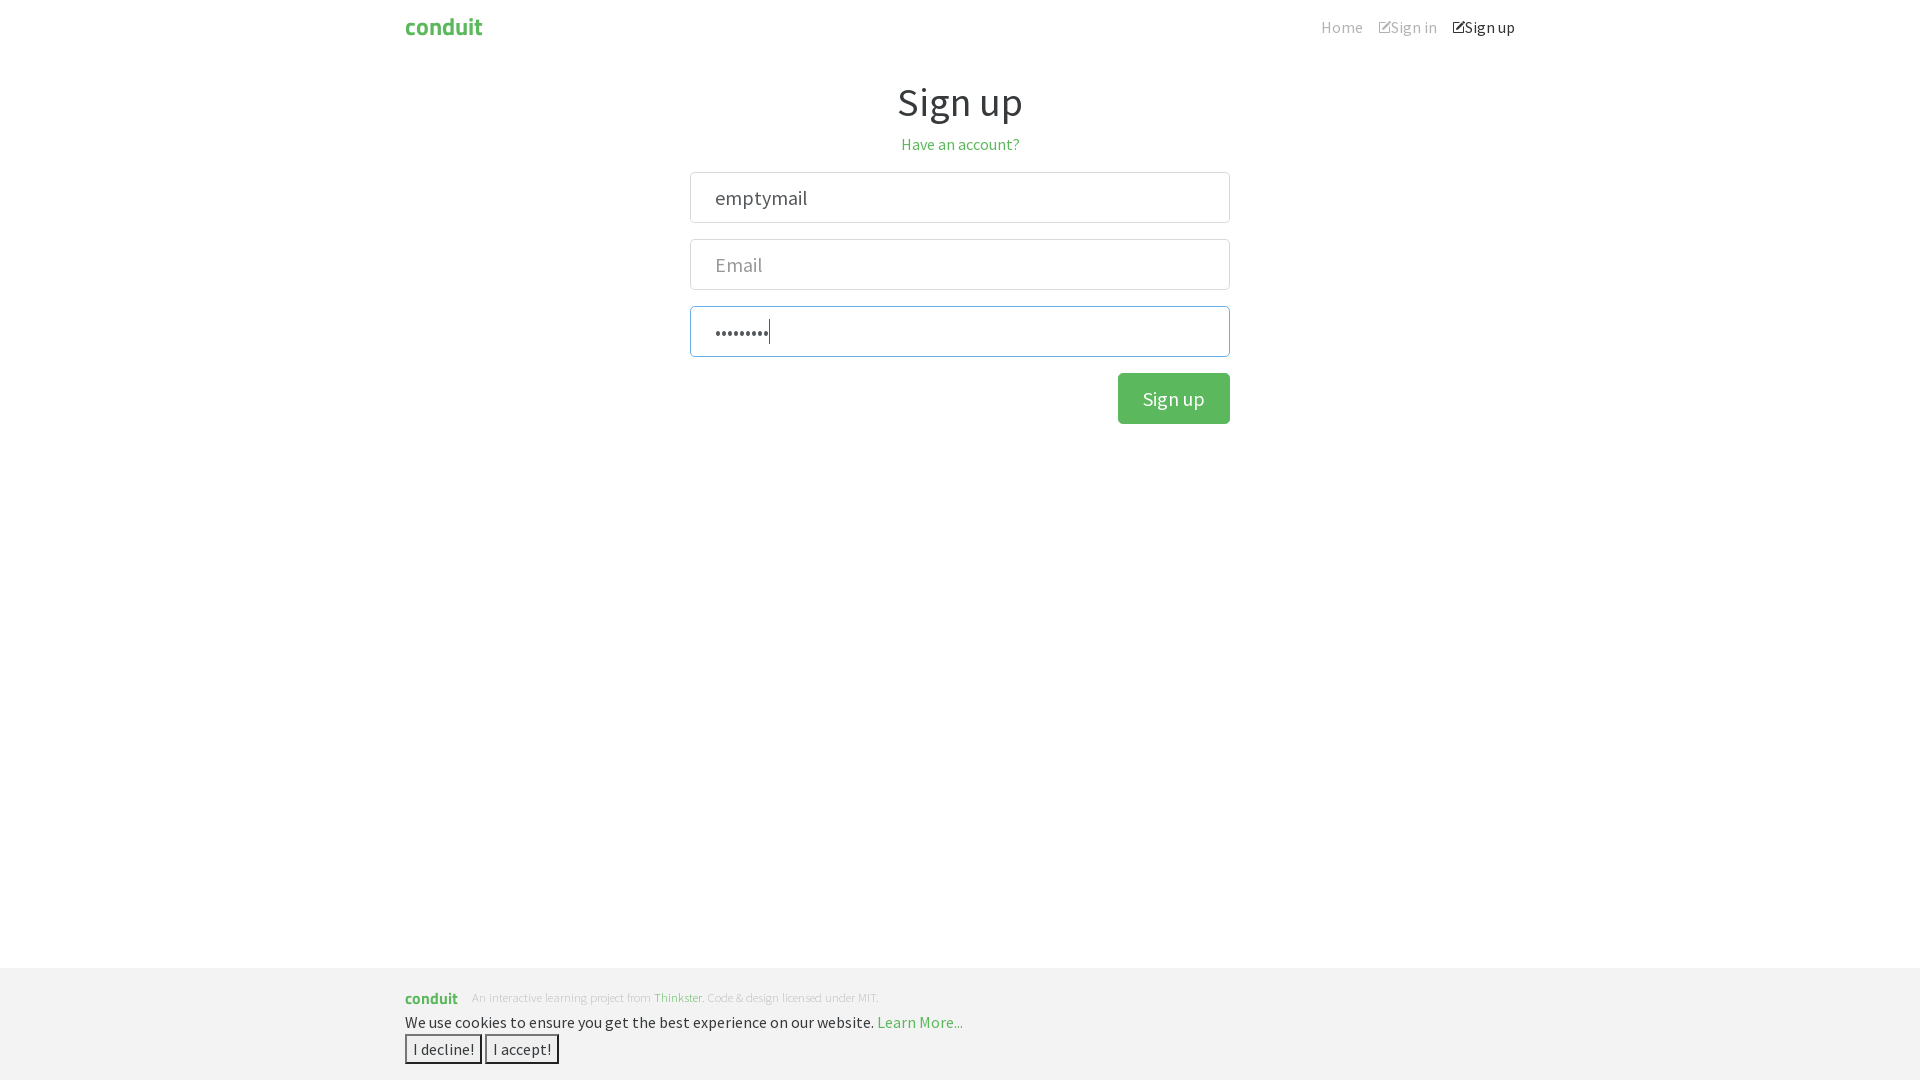 conduit
Home Sign in Sign up
Sign up
Have an account?
emptymail
Email
•••••••••
Sign up
conduit An interactive learning project from Thinkster. Code & design licensed under MIT.
We use cookies to ensure you get the best experience on our website. Learn More...
I decline! I accept!